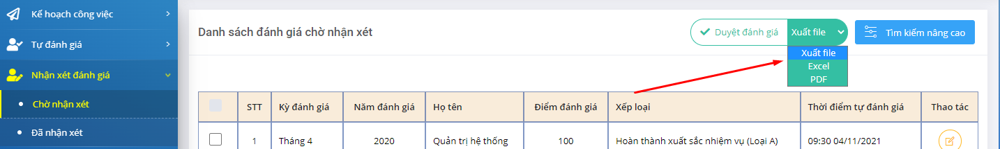 Kế hoạch công việc
Tự đánh giá
Nhận xét đánh giá
Chờ nhận xét
Đã nhận xét
Danh sách đánh giá chờ nhận xét
Duyệt đánh giá
Xuất file
Tìm kiếm nâng cao
Xuất file
Excel
PDF
STT Kỳ đánh giá Năm đánh giá Họ tên Điểm đánh giá Xếp loại Thời điểm tự đánh giá Thao tác
1 Tháng 4 2020 Quản trị hệ thống 100 Hoàn thành xuất sắc nhiệm vụ (Loại A) 09:30 04/11/2021